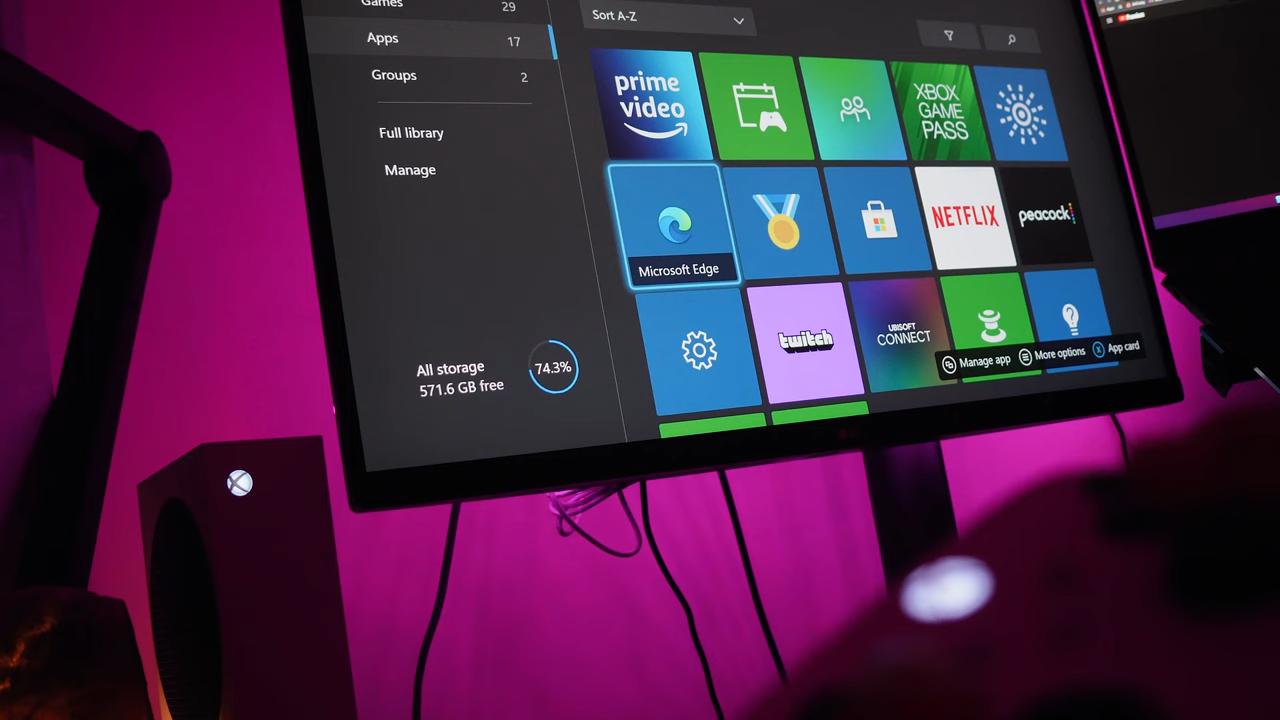 Games 29
Apps 17
Groups 2
Full library
Manage
All storage
571.6 GB free
74.3%
Sort A-Z
prime
video
XBOX
GAME
PASS
Microsoft Edge
NETFLIX
peacock
twitch
UBISOFT
CONNECT
Manage app
More options
X App card